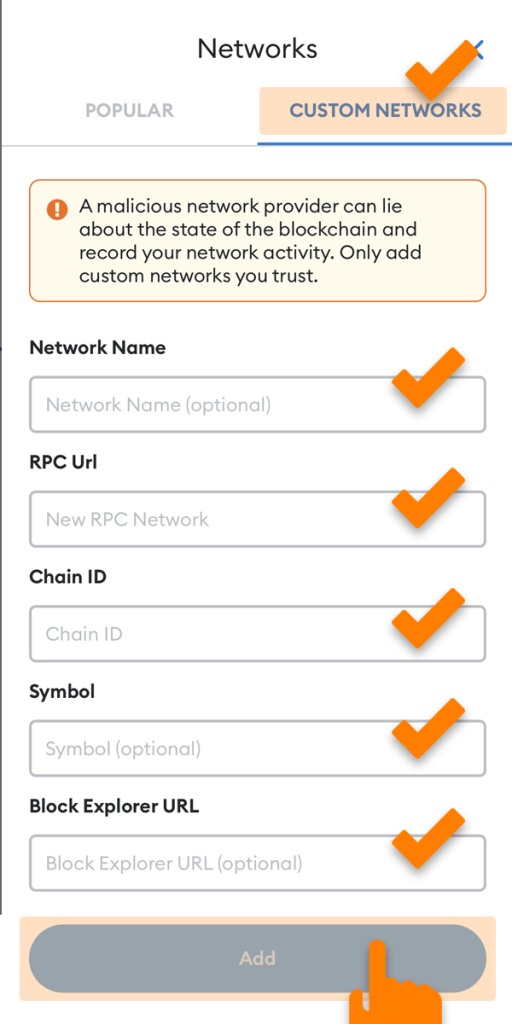 Networks
POPULAR
CUSTOM NETWORKS
A malicious network provider can lie
about the state of the blockchain and
record your network activity. Only add
custom networks you trust.
Network Name
Network Name (optional)
RPC Url
New RPC Network
Chain ID
Chain ID
Symbol
Symbol (optional)
Block Explorer URL
Block Explorer URL (optional)
Add